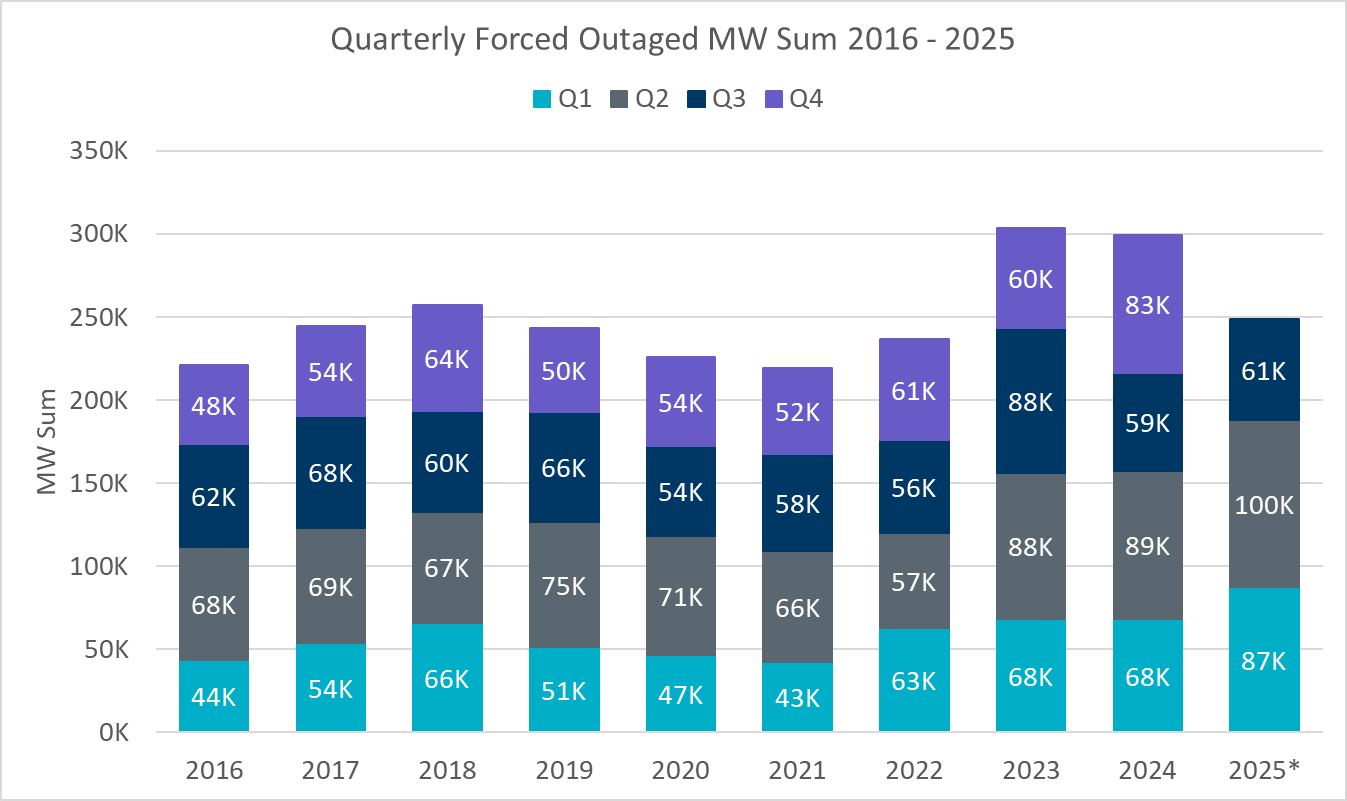 Quarterly Forced Outaged MW Sum 2016 - 2025
Q1 Q2 Q3 Q4
350K
300K
250K
200K
150K
100K
50K
0K
MW Sum
48K
62K
68K
44K
54K
68K
69K
54K
64K
60K
67K
66K
50K
66K
75K
51K
54K
54K
71K
47K
52K
58K
66K
43K
61K
56K
57K
63K
60K
88K
88K
68K
83K
59K
89K
68K
61K
100K
87K
2016 2017 2018 2019 2020 2021 2022 2023 2024 2025*